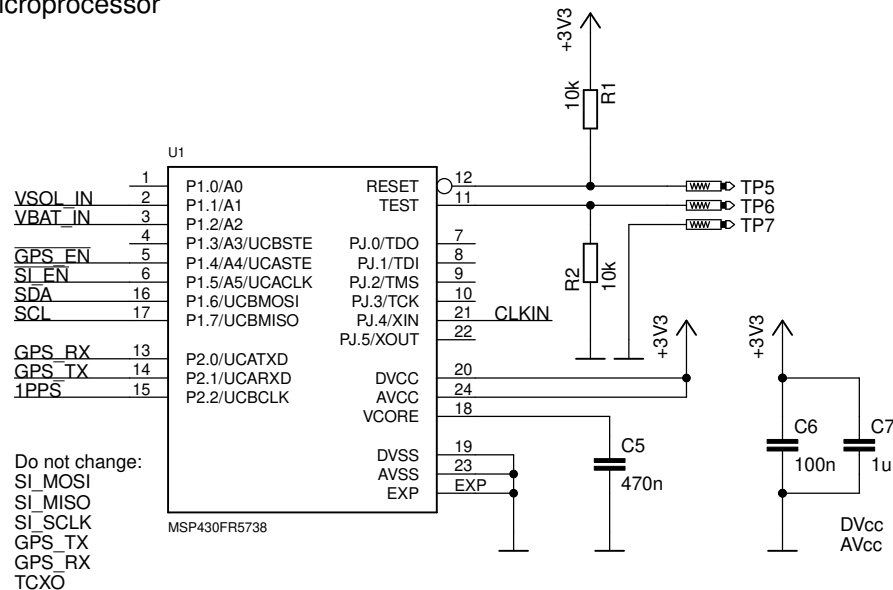 icroprocessor
+3V3
10k
R1
U1
1 P1.0/A0 RESET 12 TP5
VSOL_IN 2 P1.1/A1 TEST 11 TP6
VBAT_IN 3 P1.2/A2 TP7
4 P1.3/A3/UCBSTE PJ.0/TDO 7
GPS_EN 5 P1.4/A4/UCASTE PJ.1/TDI 8
SI_EN 6 P1.5/A5/UCACLK PJ.2/TMS 9
SDA 16 P1.6/UCBMOSI PJ.3/TCK 10
SCL 17 P1.7/UCBMISO PJ.4/XIN 21 CLKIN
PJ.5/XOUT 22
R2
10k
GPS_RX 13 P2.0/UCATXD
GPS_TX 14 P2.1/UCARXD DVCC 20
1PPS 15 P2.2/UCBCLK AVCC 24
VCORE 18
+3V3
+3V3
DVSS 19
AVSS 23
EXP EXP
C5
470n
C6
100n
C7
1u
MSP430FR5738
DVcc
AVcc
Do not change:
SI_MOSI
SI_MISO
SI_SCLK
GPS_TX
GPS_RX
TCXO